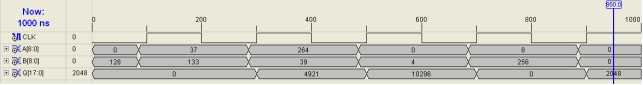 850.0
Now:
1000 ns
0 200 400 600 800 1000
CLK 0
A[8:0] 0 0 37 264 0 8 0
B[8:0] 0 128 133 39 4 256 0
Q[17:0] 2048 0 4921 10296 0 2048